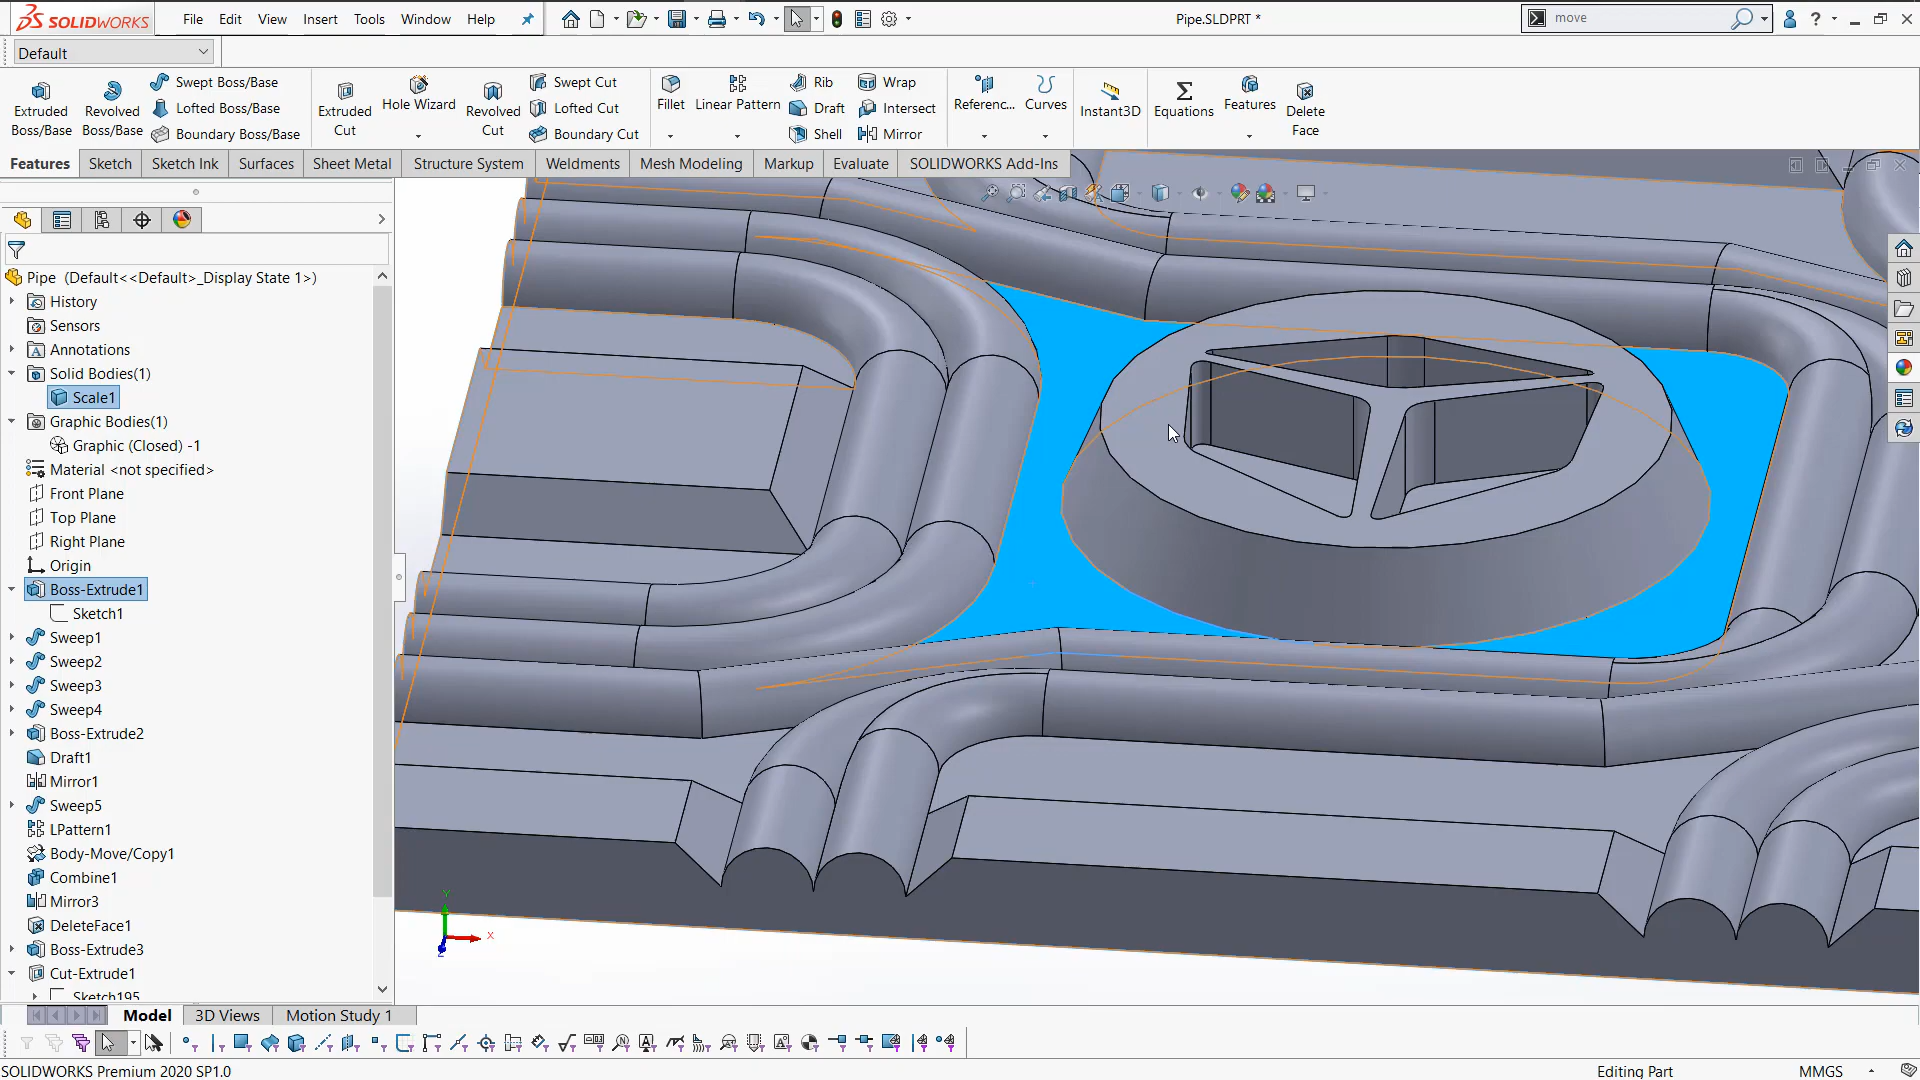 SOLIDWORKS File Edit View Insert Tools Window Help Pipe.SLDPRT * move ?
Default
Extruded Boss/Base
Revolved Boss/Base
Swept Boss/Base
Lofted Boss/Base
Boundary Boss/Base
Extruded Cut
Hole Wizard
Revolved Cut
Swept Cut
Lofted Cut
Boundary Cut
Fillet
Linear Pattern
Rib
Draft
Shell
Wrap
Intersect
Mirror
Referenc...
Curves
Instant3D
Equations
Features
Delete Face
Features Sketch Sketch Ink Surfaces Sheet Metal Structure System Weldments Mesh Modeling Markup Evaluate SOLIDWORKS Add-Ins
Pipe (Default<<Default>_Display State 1>)
History
Sensors
Annotations
Solid Bodies(1)
Scale1
Graphic Bodies(1)
Graphic (Closed) -1
Material <not specified>
Front Plane
Top Plane
Right Plane
Origin
Boss-Extrude1
Sketch1
Sweep1
Sweep2
Sweep3
Sweep4
Boss-Extrude2
Draft1
Mirror1
Sweep5
LPattern1
Body-Move/Copy1
Combine1
Mirror3
DeleteFace1
Boss-Extrude3
Cut-Extrude1
Sketch195
Y
X
Z
Model 3D Views Motion Study 1
SOLIDWORKS Premium 2020 SP1.0 Editing Part MMGS